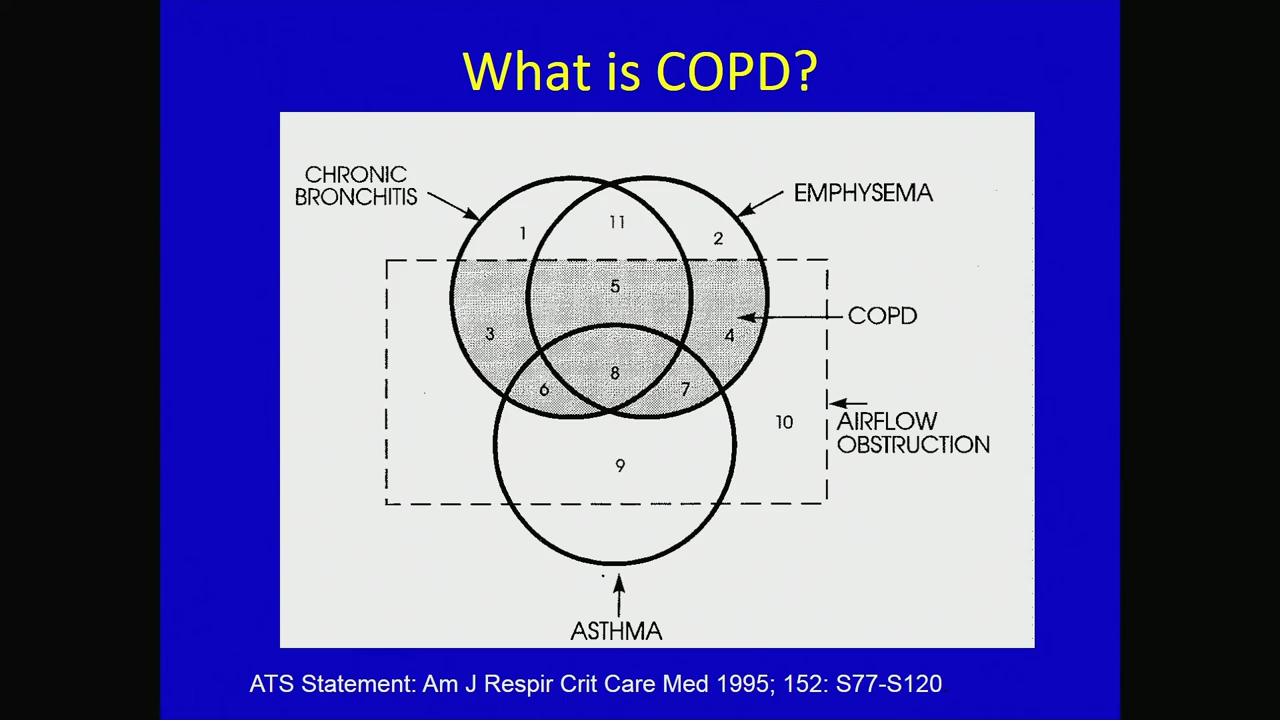 What is COPD?
CHRONIC
BRONCHITIS
EMPHYSEMA
1
11
2
5
COPD
3
4
8
6
7
10
AIRFLOW
OBSTRUCTION
9
ASTHMA
ATS Statement: Am J Respir Crit Care Med 1995; 152: S77-S120